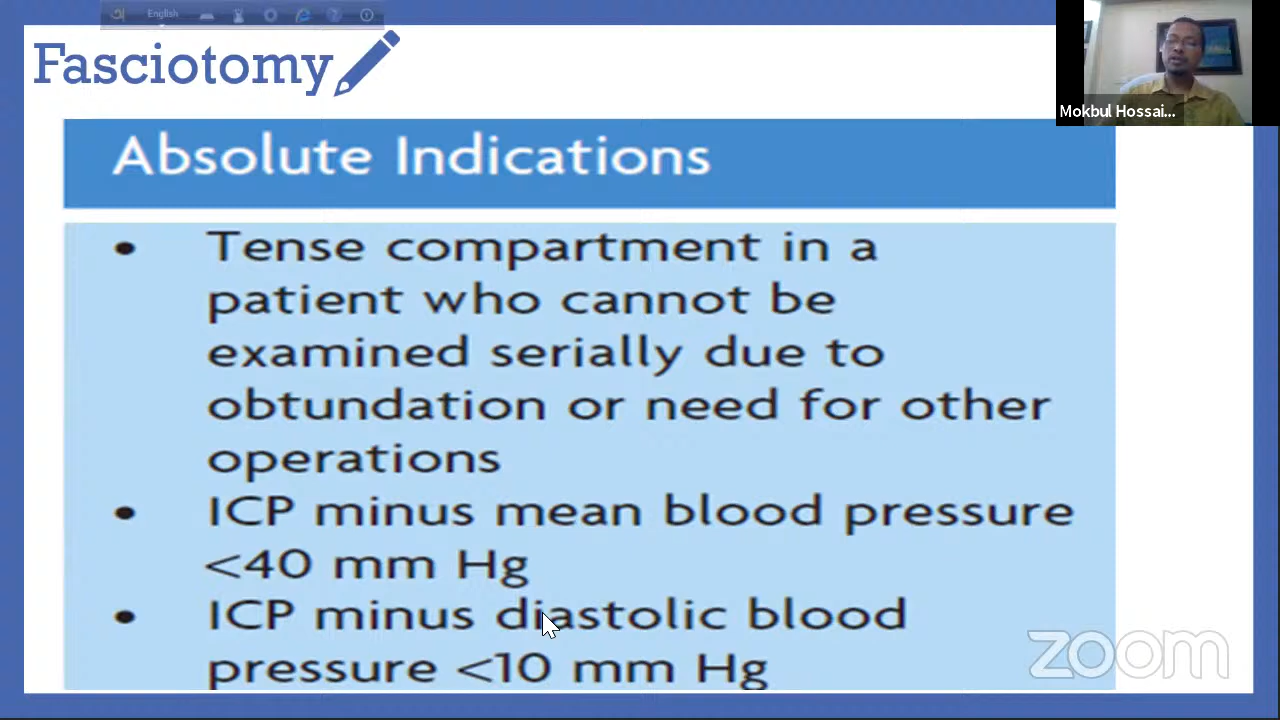 অ English
Fasciotomy
Mokbul Hossai...
Absolute Indications
• Tense compartment in a
patient who cannot be
examined serially due to
obtundation or need for other
operations
• ICP minus mean blood pressure
<40 mm Hg
• ICP minus diastolic blood
pressure <10 mm Hg
zoom